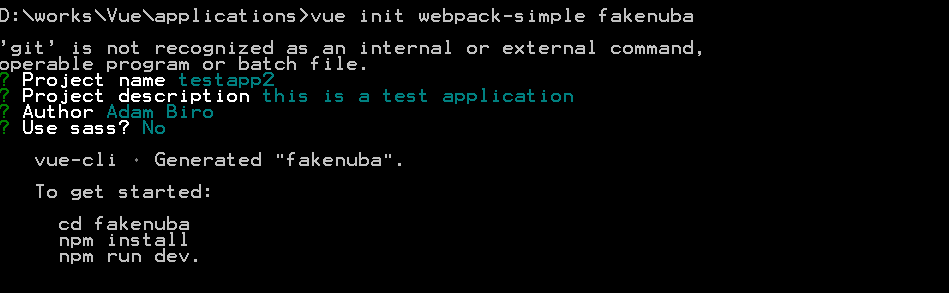 D:\works\Vue\applications>vue init webpack-simple fakenuba
'git' is not recognized as an internal or external command,
operable program or batch file.
? Project name testapp2
? Project description this is a test application
? Author Adam Biro
? Use sass? No
vue-cli · Generated "fakenuba".
To get started:
cd fakenuba
npm install
npm run dev.